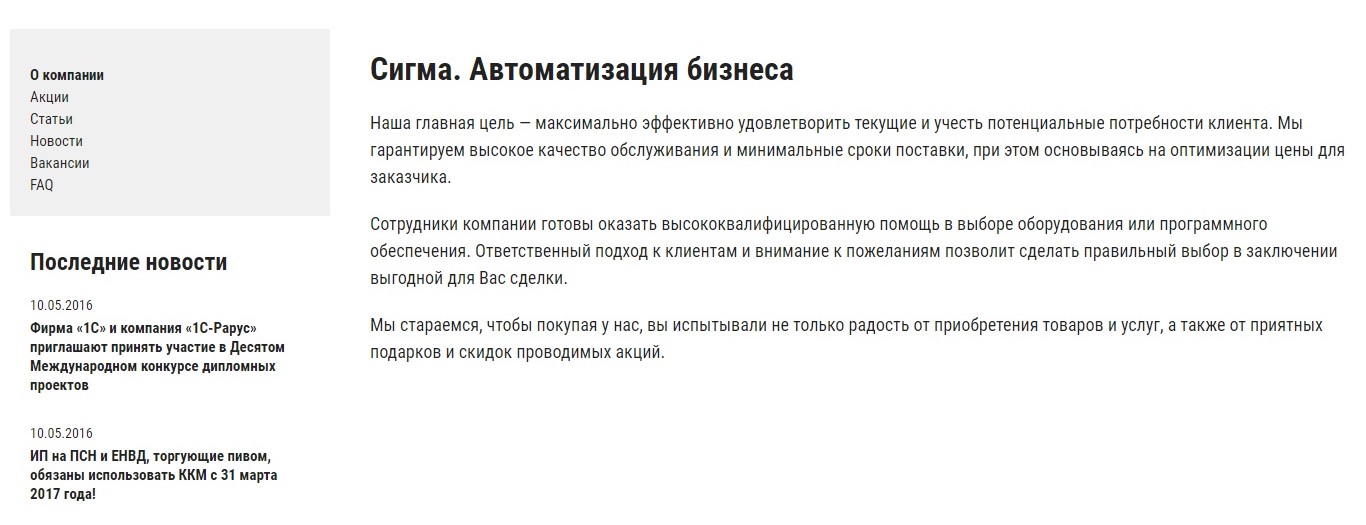 О компании
Акции
Статьи
Новости
Вакансии
FAQ
Последние новости
10.05.2016
Фирма «1С» и компания «1С-Рарус»
приглашают принять участие в Десятом
Международном конкурсе дипломных
проектов
10.05.2016
ИП на ПСН и ЕНВД, торгующие пивом,
обязаны использовать ККМ с 31 марта
2017 года!
Сигма. Автоматизация бизнеса
Наша главная цель — максимально эффективно удовлетворить текущие и учесть потенциальные потребности клиента. Мы
гарантируем высокое качество обслуживания и минимальные сроки поставки, при этом основываясь на оптимизации цены для
заказчика.
Сотрудники компании готовы оказать высококвалифицированную помощь в выборе оборудования или программного
обеспечения. Ответственный подход к клиентам и внимание к пожеланиям позволит сделать правильный выбор в заключении
выгодной для Вас сделки.
Мы стараемся, чтобы покупая у нас, вы испытывали не только радость от приобретения товаров и услуг, а также от приятных
подарков и скидок проводимых акций.